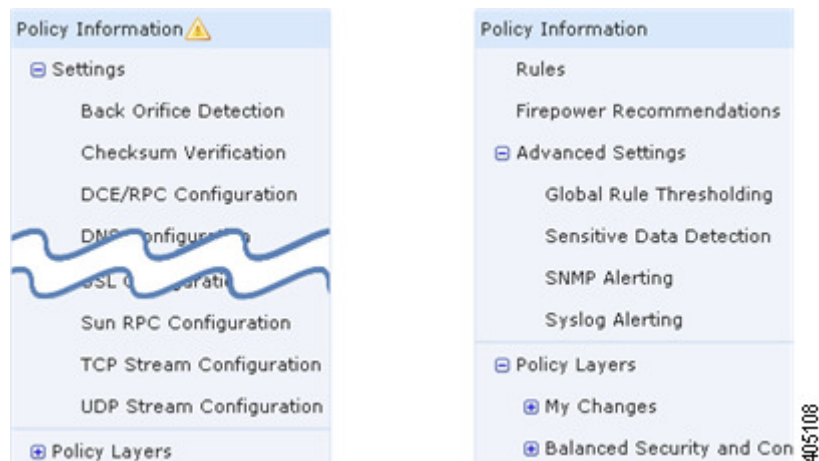 Policy Information
Settings
Back Orifice Detection
Checksum Verification
DCE/RPC Configuration
Sun RPC Configuration
TCP Stream Configuration
UDP Stream Configuration
Policy Layers
Policy Information
Rules
Firepower Recommendations
Advanced Settings
Global Rule Thresholding
Sensitive Data Detection
SNMP Alerting
Syslog Alerting
Policy Layers
My Changes
Balanced Security and Con
405108